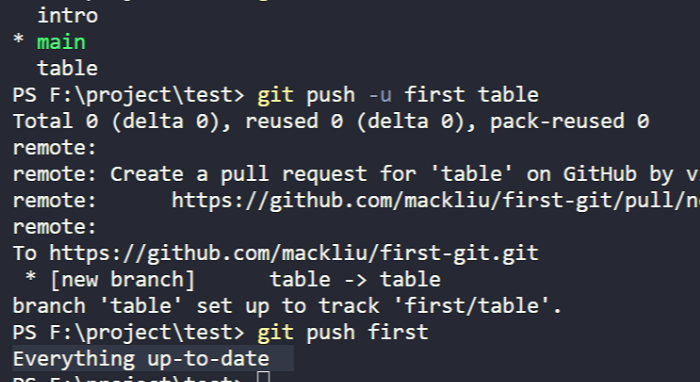 intro
* main
table
PS F:\project\test> git push -u first table
Total 0 (delta 0), reused 0 (delta 0), pack-reused 0
remote:
remote: Create a pull request for 'table' on GitHub by v
remote:      https://github.com/mackliu/first-git/pull/n
remote:
To https://github.com/mackliu/first-git.git
 * [new branch]      table -> table
branch 'table' set up to track 'first/table'.
PS F:\project\test> git push first
Everything up-to-date
PS F:\project\test>